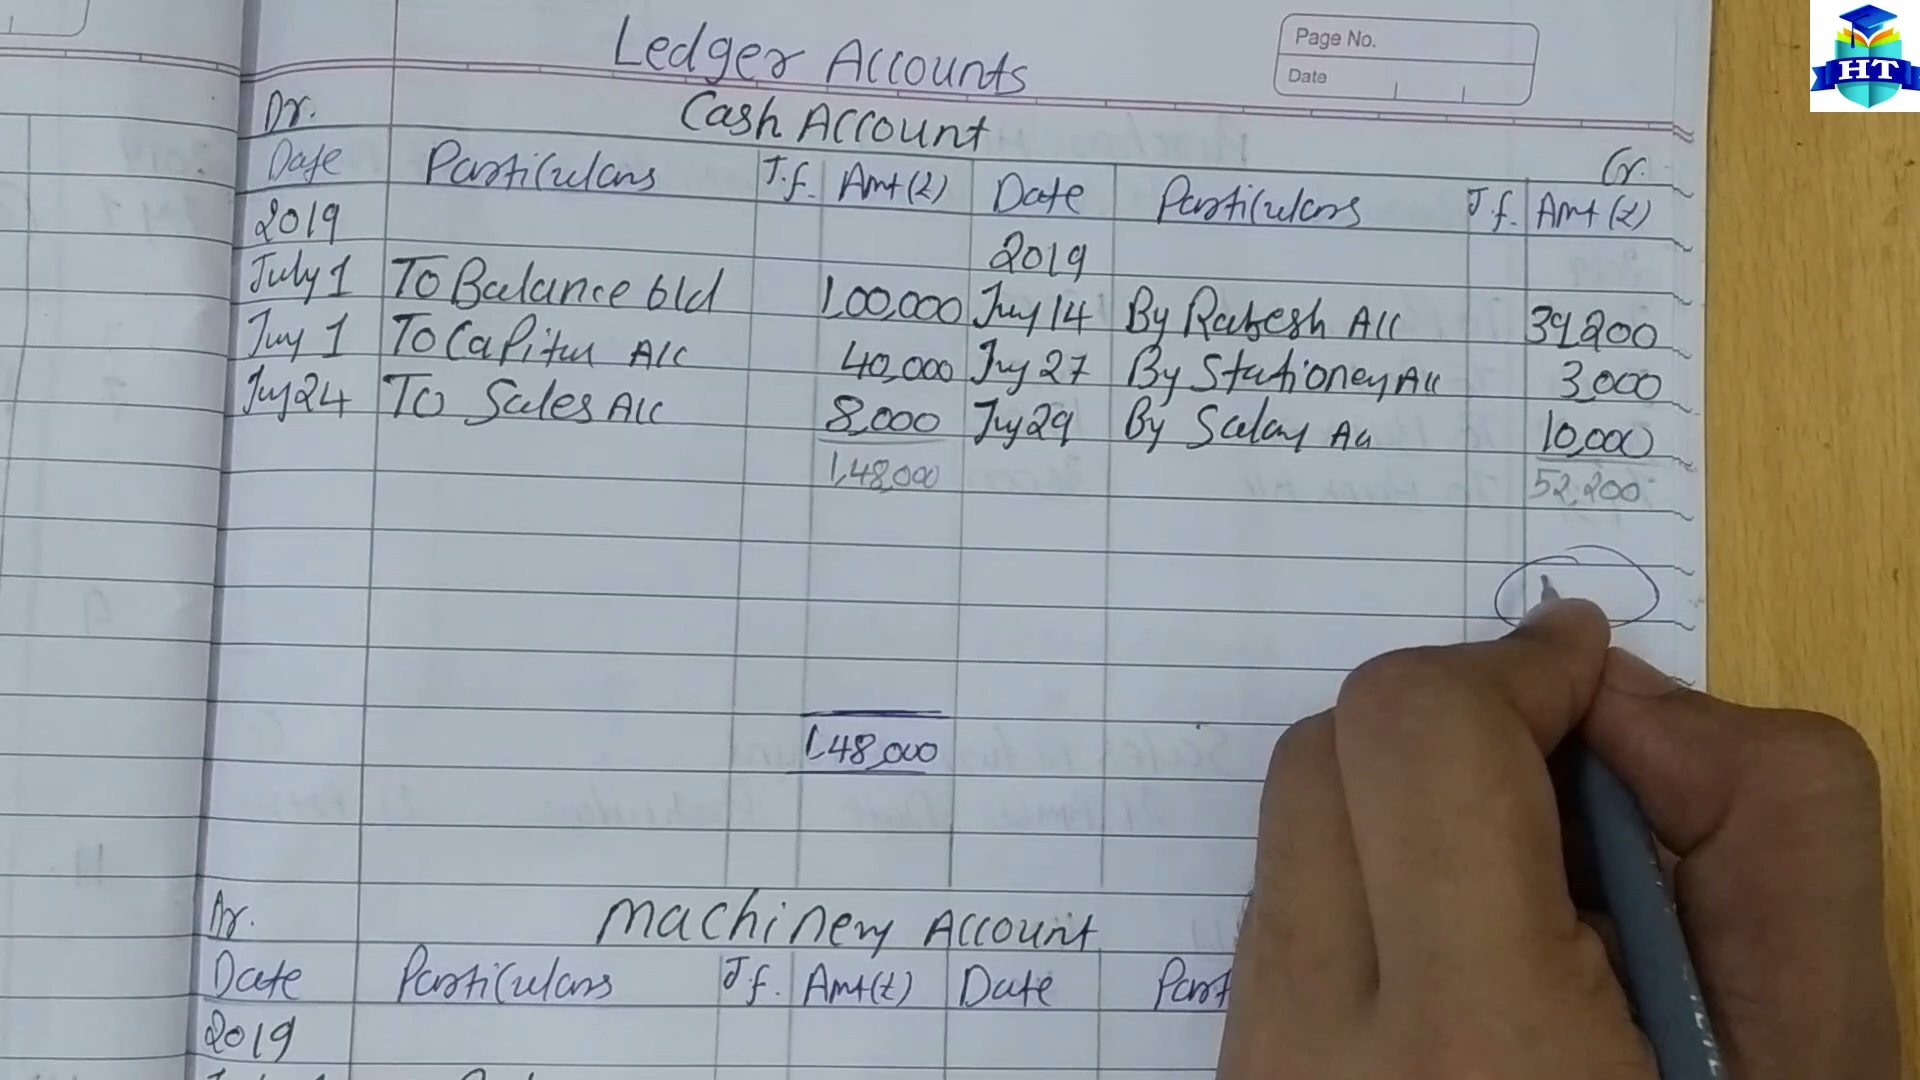 HT
Page No.
Date
Ledger Accounts
Dr. Cash Account Cr.
Date Particulars J.f. Amt(₹) Date Particulars J.f. Amt(₹)
2019 2019
July 1 To Balance b/d 1,00,000 July 14 By Rakesh A/c 39,200
July 1 To Capital A/c 40,000 July 27 By Stationey A/c 3,000
July 24 To Sales A/c 8,000 July 29 By Salary A/c 10,000
1,48,000 52,200
1,48,000
Dr. Machinery Account
Date Particulars J.f. Amt(₹) Date Part
2019